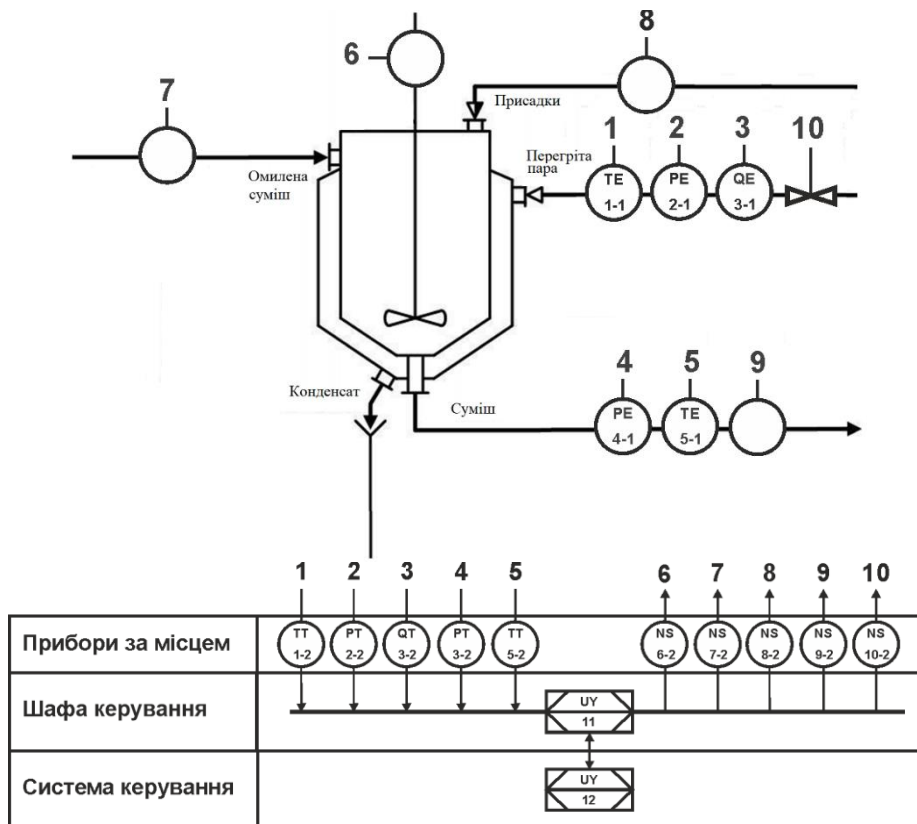 6
8
7
Присадки
1
2
3
10
Перегріта
пара
TE
1-1
PE
2-1
QE
3-1
Омилена
суміш
4
5
9
Конденсат
Суміш
PE
4-1
TE
5-1
1
2
3
4
5
6
7
8
9
10
Прибори за місцем
TT
1-2
PT
2-2
QT
3-2
PT
3-2
TT
5-2
NS
6-2
NS
7-2
NS
8-2
NS
9-2
NS
10-2
Шафа керування
UY
11
Система керування
UY
12